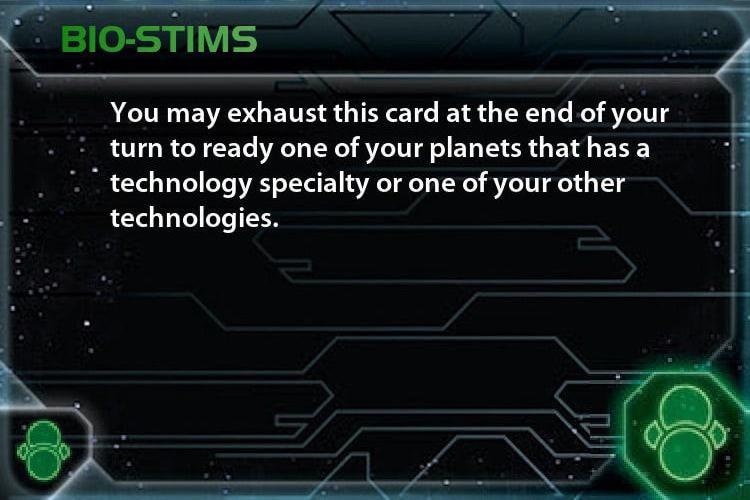 BIO-STIMS
You may exhaust this card at the end of your
turn to ready one of your planets that has a
technology specialty or one of your other
technologies.